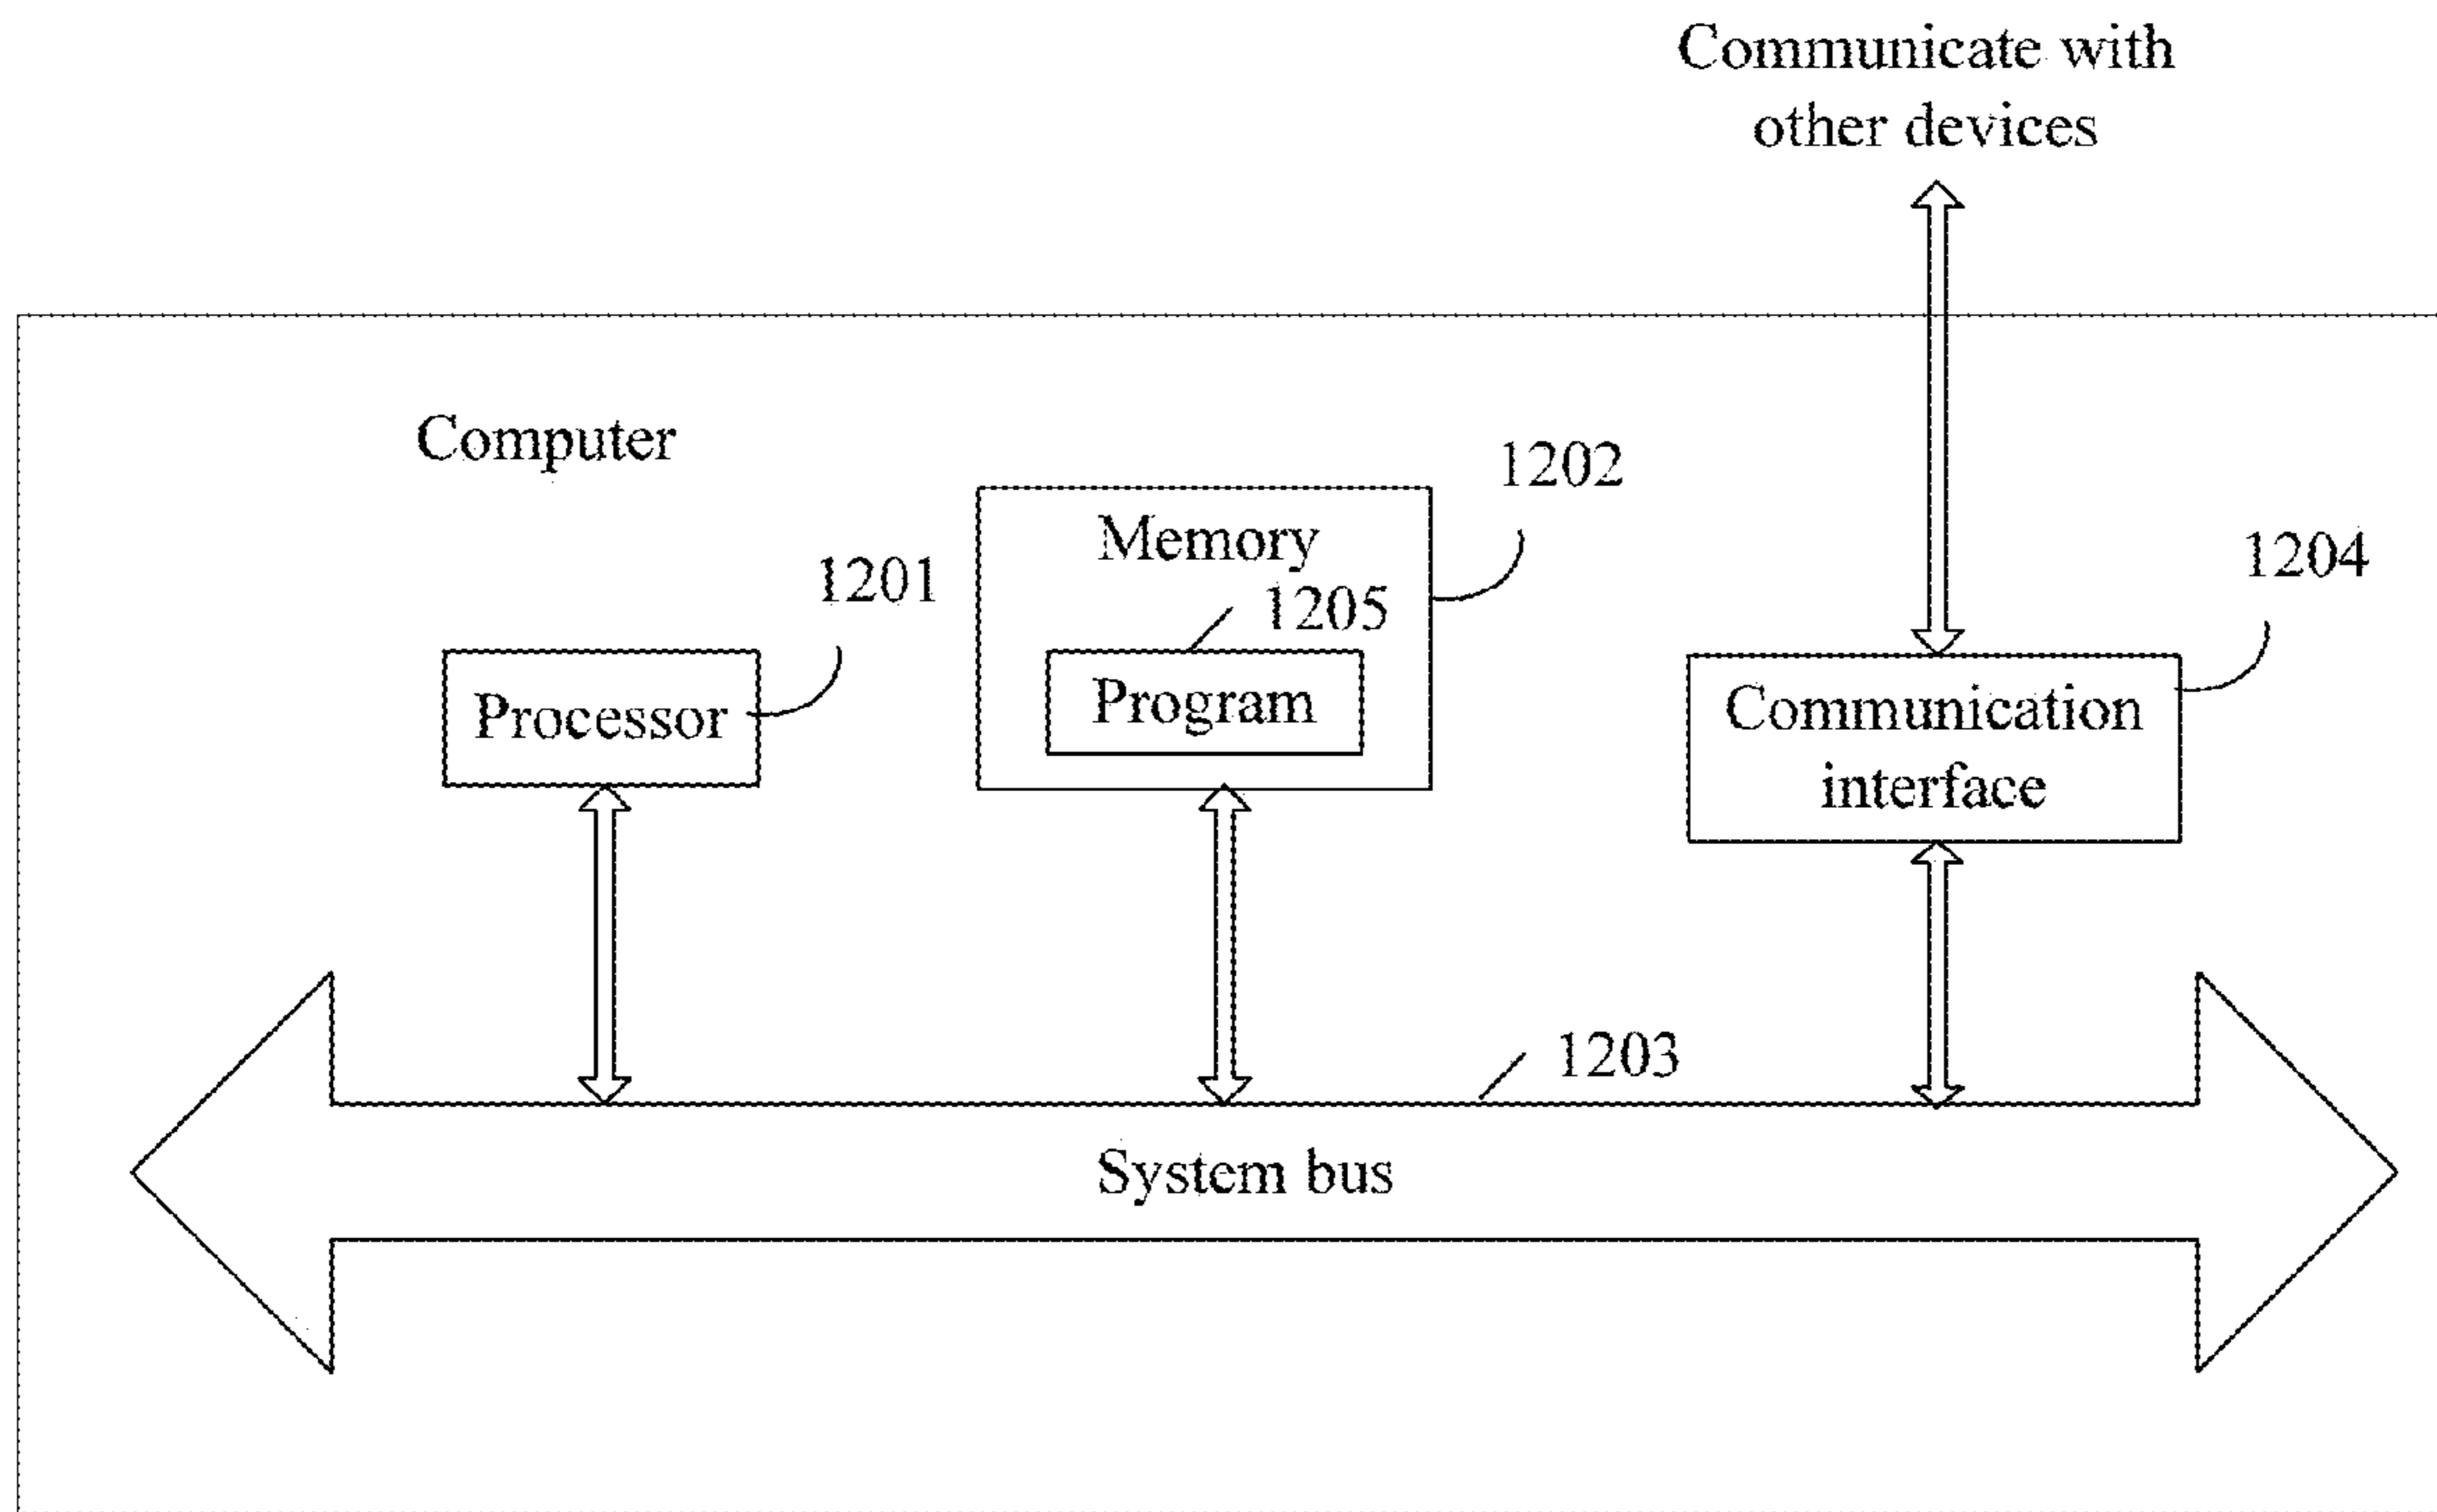 Communicate with
other devices
Computer
1202
Memory
1204
1201
1205
Processor
Program
Communication
interface
1203
System bus